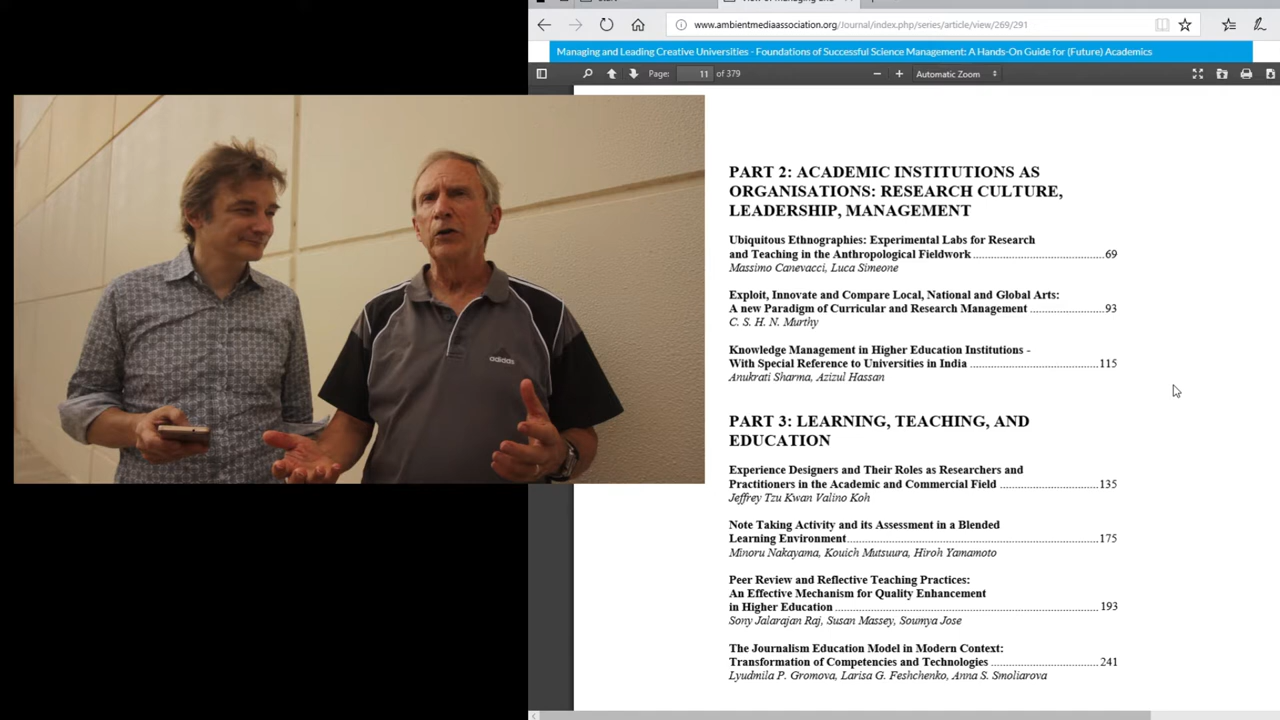 www.ambientmediaassociation.org/Journal/index.php/series/article/view/269/291
Managing and Leading Creative Universities - Foundations of Successful Science Management: A Hands-On Guide for (Future) Academics
Page: 11 of 379
Automatic Zoom
adidas
PART 2: ACADEMIC INSTITUTIONS AS
ORGANISATIONS: RESEARCH CULTURE,
LEADERSHIP, MANAGEMENT
Ubiquitous Ethnographies: Experimental Labs for Research
and Teaching in the Anthropological Fieldwork ........................................69
Massimo Canevacci, Luca Simeone
Exploit, Innovate and Compare Local, National and Global Arts:
A new Paradigm of Curricular and Research Management ......................93
C. S. H. N. Murthy
Knowledge Management in Higher Education Institutions -
With Special Reference to Universities in India .......................................115
Anukrati Sharma, Azizul Hassan
PART 3: LEARNING, TEACHING, AND
EDUCATION
Experience Designers and Their Roles as Researchers and
Practitioners in the Academic and Commercial Field ..............................135
Jeffrey Tzu Kwan Valino Koh
Note Taking Activity and its Assessment in a Blended
Learning Environment...........................................................................175
Minoru Nakayama, Kouich Mutsuura, Hiroh Yamamoto
Peer Review and Reflective Teaching Practices:
An Effective Mechanism for Quality Enhancement
in Higher Education ...............................................................................193
Sony Jalarajan Raj, Susan Massey, Soumya Jose
The Journalism Education Model in Modern Context:
Transformation of Competencies and Technologies .................................241
Lyudmila P. Gromova, Larisa G. Feshchenko, Anna S. Smoliarova